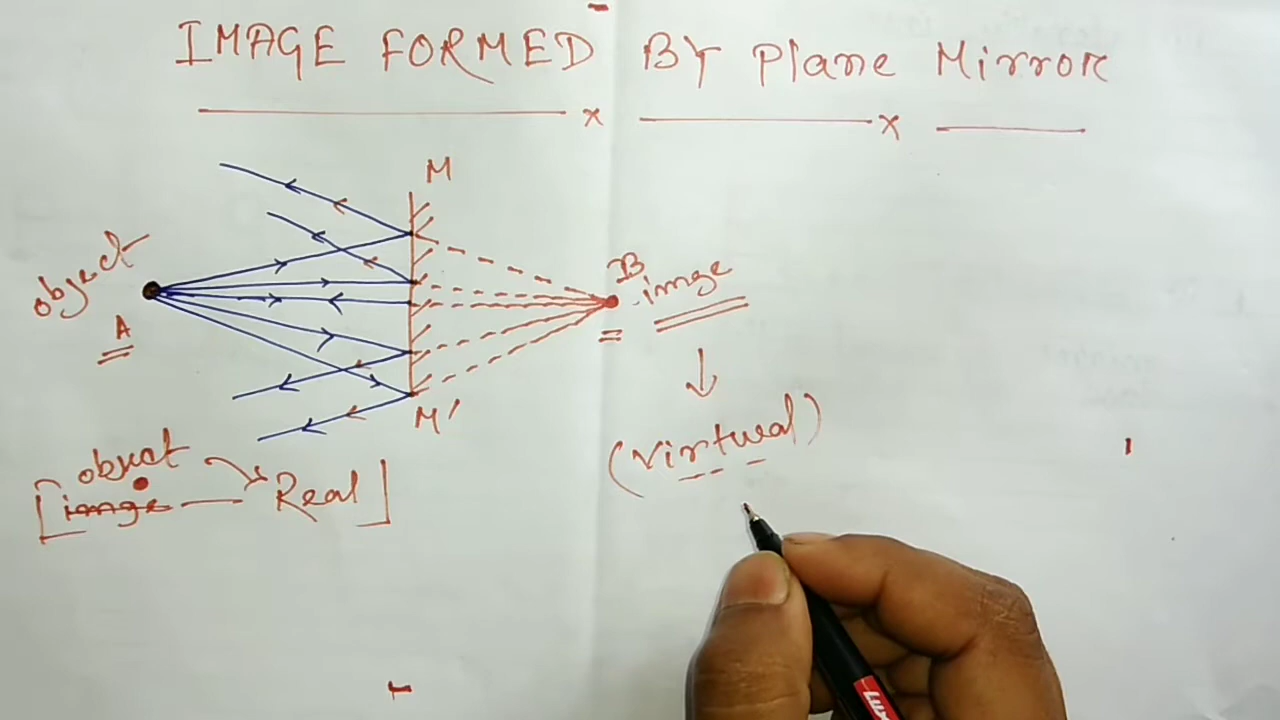 IMAGE FORMED BY Plane Mirror
M
object
A
B
image
M'
(virtual)
object
[image — Real]